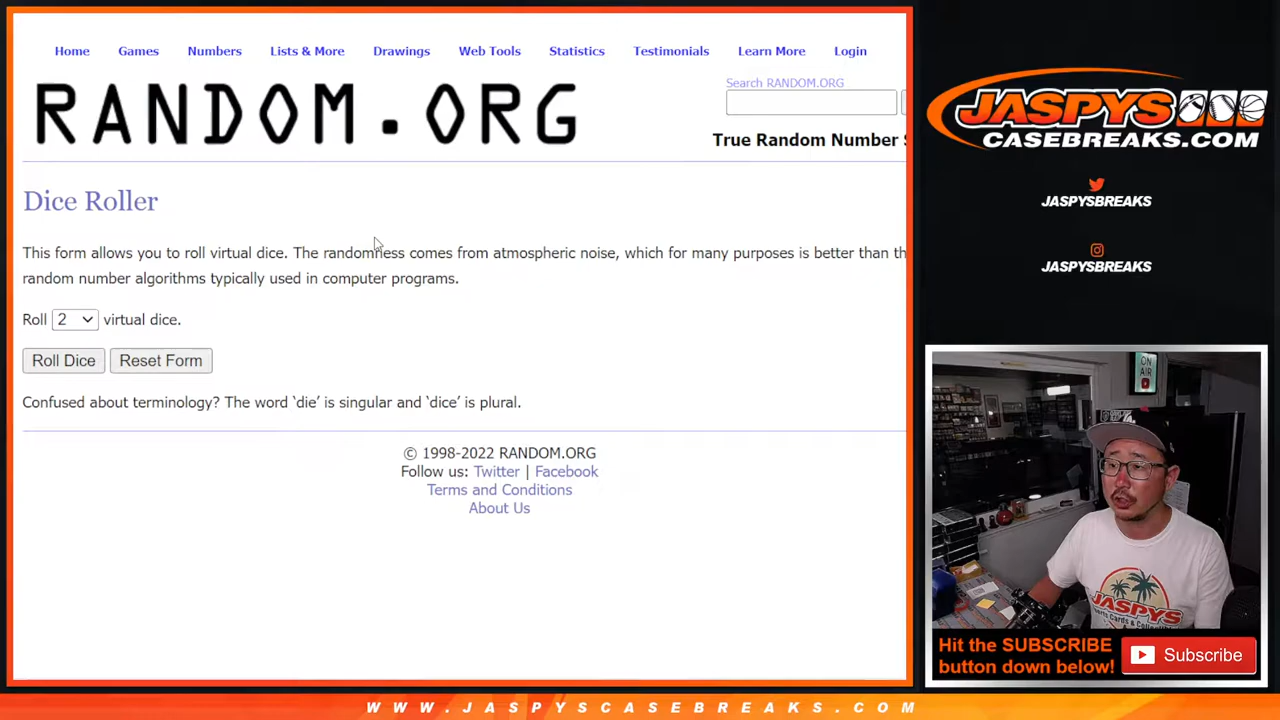 Home Games Numbers Lists & More Drawings Web Tools Statistics Testimonials Learn More Login
RANDOM.ORG
Search RANDOM.ORG
True Random Number S
Dice Roller
This form allows you to roll virtual dice. The randomness comes from atmospheric noise, which for many purposes is better than th
random number algorithms typically used in computer programs.
Roll 2 virtual dice.
Roll Dice Reset Form
Confused about terminology? The word ‘die’ is singular and ‘dice’ is plural.
© 1998-2022 RANDOM.ORG
Follow us: Twitter | Facebook
Terms and Conditions
About Us
JASPYS
CASEBREAKS.COM
JASPYSBREAKS
JASPYSBREAKS
ON
AIR
JASPYS
Hit the SUBSCRIBE
button down below!
Subscribe
WWW.JASPYSCASEBREAKS.COM